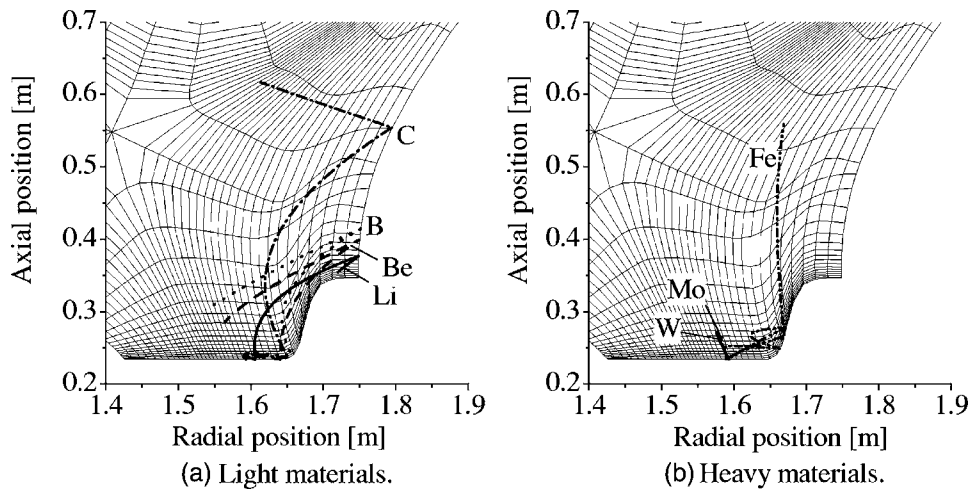 0.7
0.6
0.5
0.4
0.3
0.2
Axial position [m]
C
B
Be
Li
1.4 1.5 1.6 1.7 1.8 1.9
Radial position [m]
(a) Light materials.
0.7
0.6
0.5
0.4
0.3
0.2
Axial position [m]
Fe
Mo
W
1.4 1.5 1.6 1.7 1.8 1.9
Radial position [m]
(b) Heavy materials.